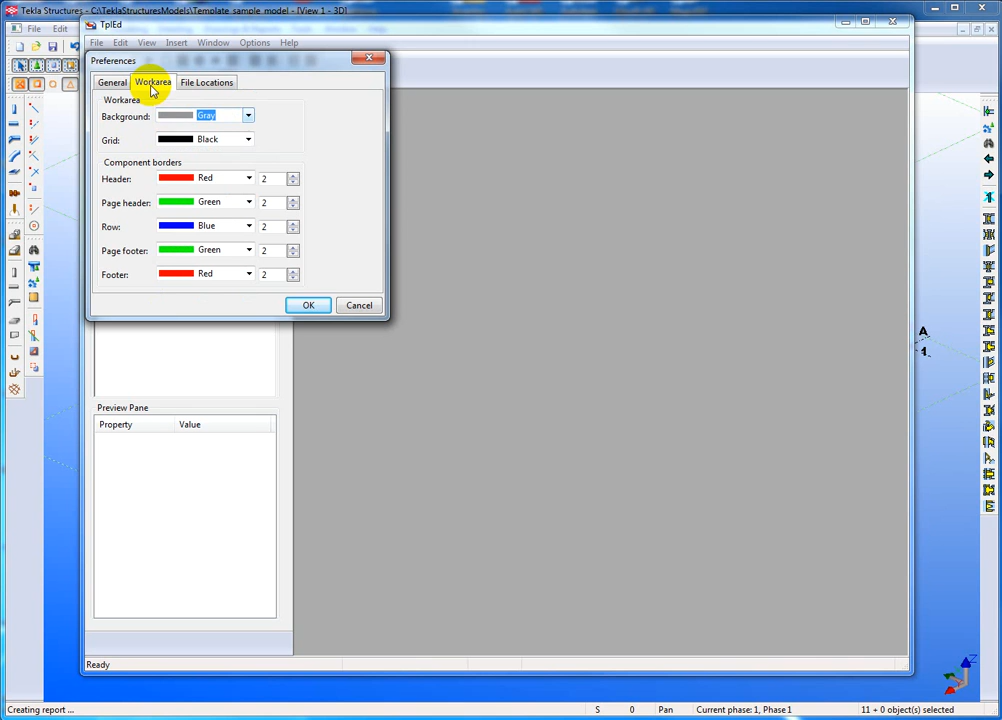 Tekla Structures - [C:\TeklaStructuresModels\Template_sample_model - [View 1 - 3D]
File Edit
TplEd
File Edit View Insert Window Options Help
Preferences
General Workarea File Locations
Workarea
Background: Gray
Grid: Black
Component borders
Header: Red 2
Page header: Green 2
Row: Blue 2
Page footer: Green 2
Footer: Red 2
OK Cancel
Preview Pane
Property Value
Ready
A
1
Z
Creating report ... S 0 Pan Current phase: 1, Phase 1 11 + 0 object(s) selected